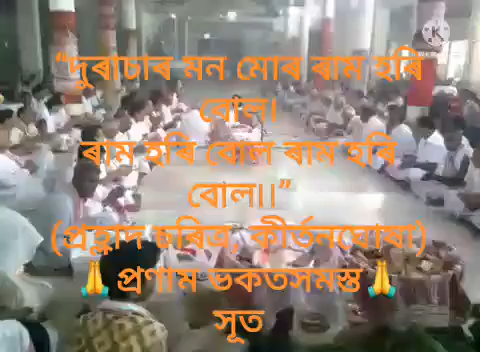 “দুৰাচাৰ মন মোৰ ৰাম হৰি
বোল।
ৰাম হৰি বোল ৰাম হৰি
বোল।।”
(প্ৰহ্লাদ চৰিত্ৰ, কীৰ্তনঘোষা)
🙏 প্ৰণাম ভকতসমস্ত🙏
সূত